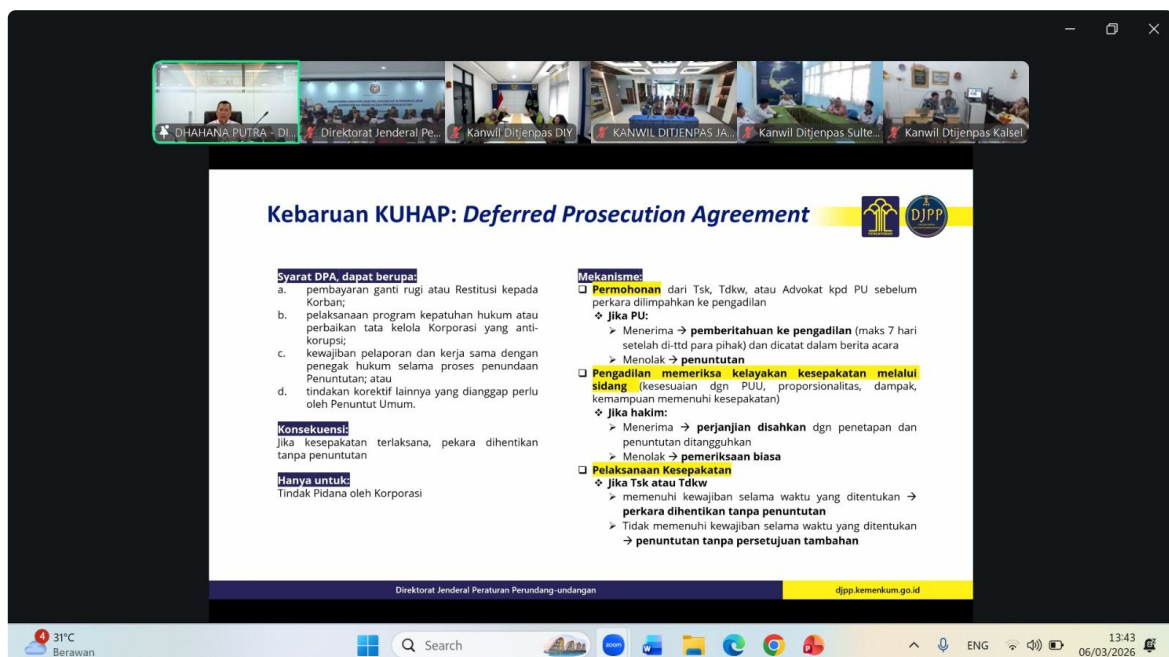 DHAHANA PUTRA - DI...
Direktorat Jenderal Pe...
Kanwil Ditjenpas DIY
KANWIL DITJENPAS JA...
Kanwil Ditjenpas Sulte...
Kanwil Dtijenpas Kalsel
Kebaruan KUHAP: Deferred Prosecution Agreement
DJPP
Syarat DPA, dapat berupa:
a. pembayaran ganti rugi atau Restitusi kepada
Korban;
b. pelaksanaan program kepatuhan hukum atau
perbaikan tata kelola Korporasi yang anti-
korupsi;
c. kewajiban pelaporan dan kerja sama dengan
penegak hukum selama proses penundaan
Penuntutan; atau
d. tindakan korektif lainnya yang dianggap perlu
oleh Penuntut Umum.
Konsekuensi:
Jika kesepakatan terlaksana, pekara dihentikan
tanpa penuntutan
Hanya untuk:
Tindak Pidana oleh Korporasi
Mekanisme:
❑ Permohonan dari Tsk, Tdkw, atau Advokat kpd PU sebelum
perkara dilimpahkan ke pengadilan
❖ Jika PU:
➢ Menerima → pemberitahuan ke pengadilan (maks 7 hari
setelah di-ttd para pihak) dan dicatat dalam berita acara
➢ Menolak → penuntutan
❑ Pengadilan memeriksa kelayakan kesepakatan melalui
sidang (kesesuaian dgn PUU, proporsionalitas, dampak,
kemampuan memenuhi kesepakatan)
❖ Jika hakim:
➢ Menerima → perjanjian disahkan dgn penetapan dan
penuntutan ditangguhkan
➢ Menolak → pemeriksaan biasa
❑ Pelaksanaan Kesepakatan
❖ Jika Tsk atau Tdkw
➢ memenuhi kewajiban selama waktu yang ditentukan →
perkara dihentikan tanpa penuntutan
➢ Tidak memenuhi kewajiban selama waktu yang ditentukan
→ penuntutan tanpa persetujuan tambahan
Direktorat Jenderal Peraturan Perundang-undangan
djpp.kemenkum.go.id
4
31°C
Berawan
Search
zoom
ENG
13:43
06/03/2026